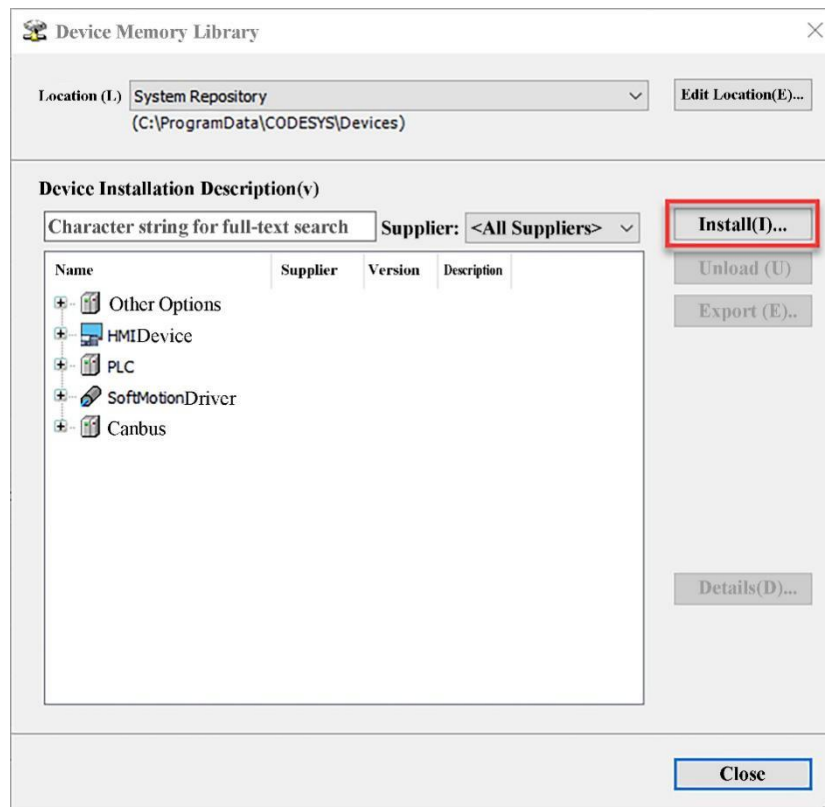 Device Memory Library
Location (L) System Repository Edit Location(E)...
(C:\ProgramData\CODESYS\Devices)
Device Installation Description(v)
Character string for full-text search Supplier: <All Suppliers> Install(I)...
Name Supplier Version Description Unload (U)
Other Options Export (E)..
HMIDevice
PLC
SoftMotionDriver
Canbus
Details(D)...
Close